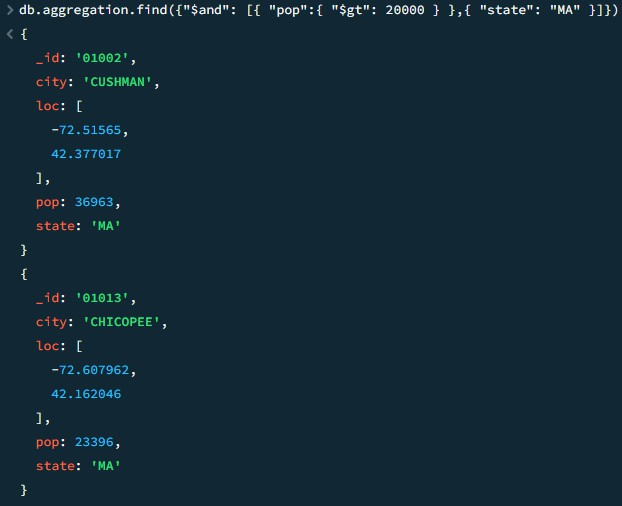 > db.aggregation.find({"$and": [{ "pop":{ "$gt": 20000 } },{ "state": "MA" }]})
< {
_id: '01002',
city: 'CUSHMAN',
loc: [
-72.51565,
42.377017
],
pop: 36963,
state: 'MA'
}
{
_id: '01013',
city: 'CHICOPEE',
loc: [
-72.607962,
42.162046
],
pop: 23396,
state: 'MA'
}